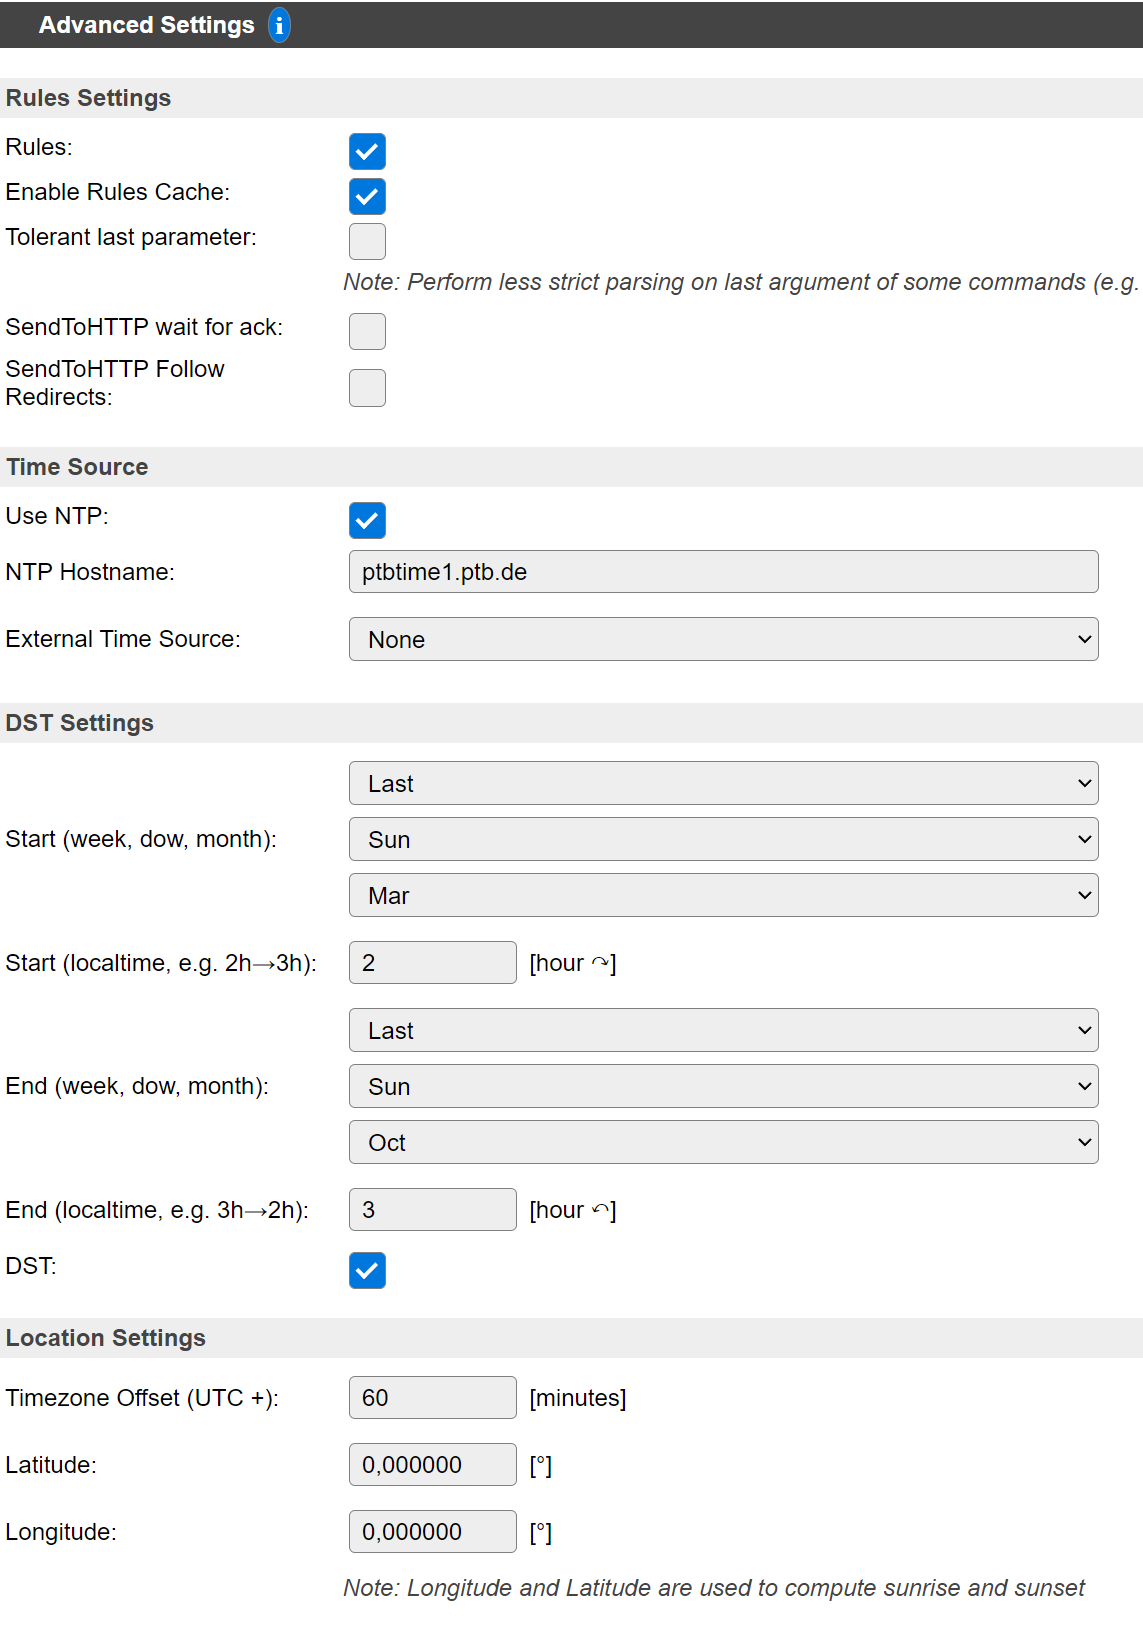 Advanced Settings i
Rules Settings
Rules:
Enable Rules Cache:
Tolerant last parameter:
Note: Perform less strict parsing on last argument of some commands (e.g.
SendToHTTP wait for ack:
SendToHTTP Follow
Redirects:
Time Source
Use NTP:
NTP Hostname: ptbtime1.ptb.de
External Time Source: None
DST Settings
Last
Start (week, dow, month): Sun
Mar
Start (localtime, e.g. 2h→3h): 2 [hour ↷]
Last
End (week, dow, month): Sun
Oct
End (localtime, e.g. 3h→2h): 3 [hour ↶]
DST:
Location Settings
Timezone Offset (UTC +): 60 [minutes]
Latitude: 0,000000 [°]
Longitude: 0,000000 [°]
Note: Longitude and Latitude are used to compute sunrise and sunset